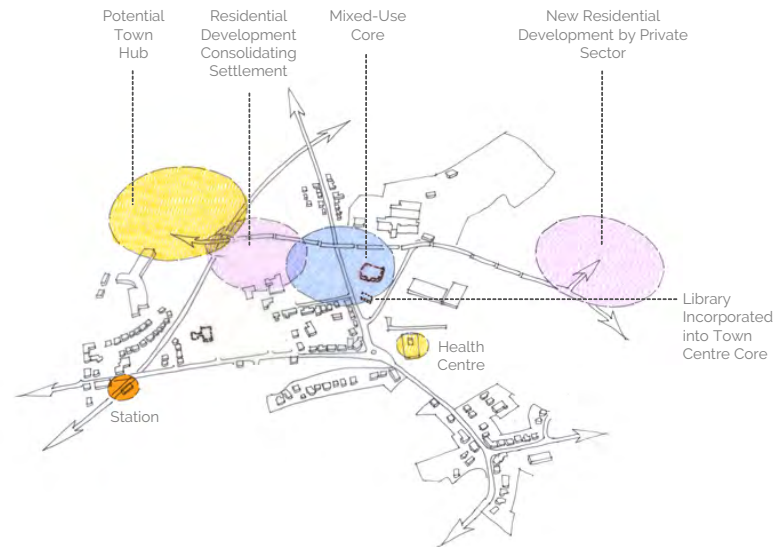 Potential
Town
Hub
Residential
Development
Consolidating
Settlement
Mixed-Use
Core
New Residential
Development by Private
Sector
Library
Incorporated
into Town
Centre Core
Health
Centre
Station